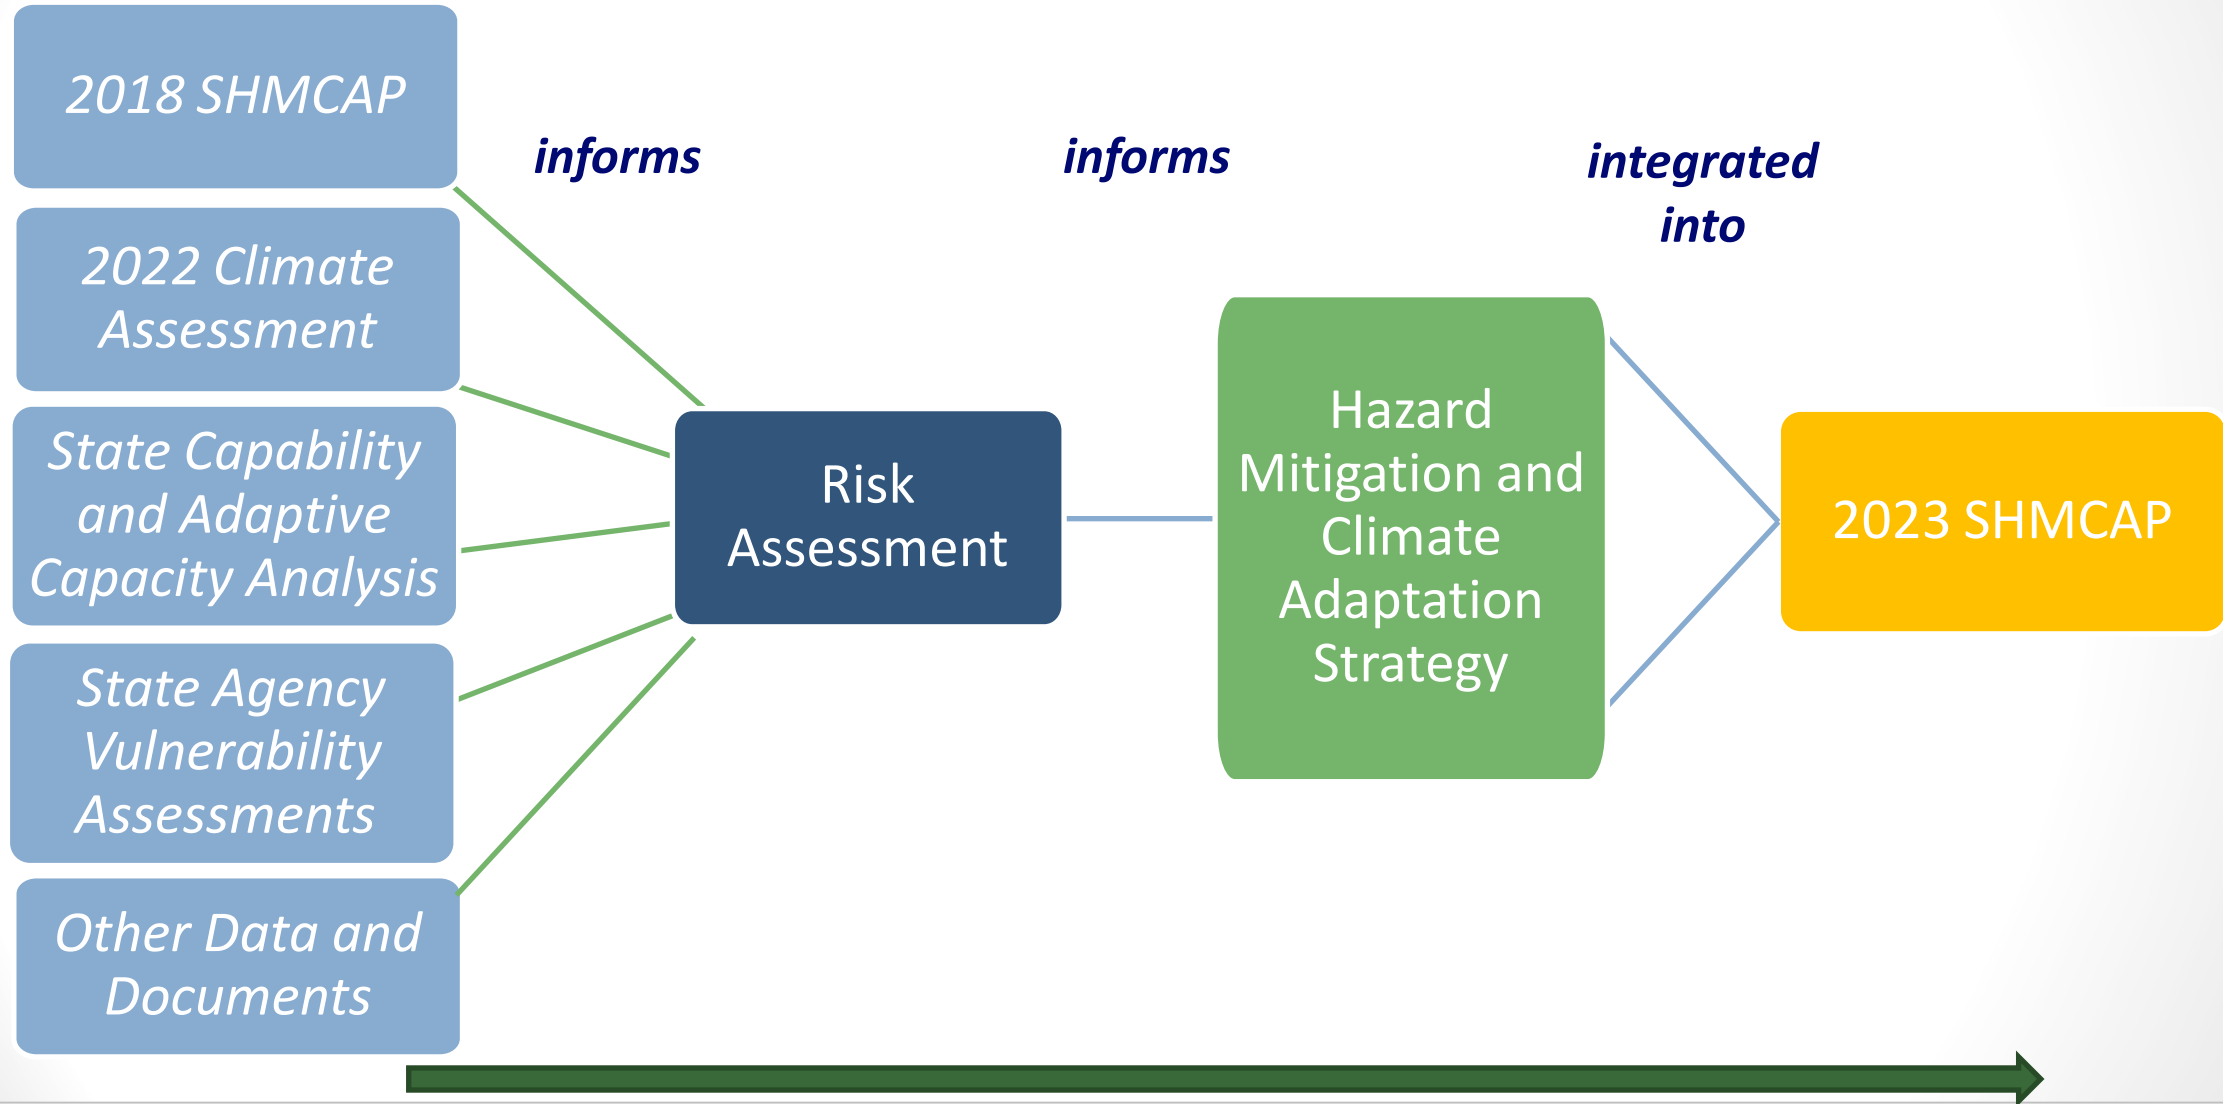 2018 SHMCAP
2022 Climate
Assessment
State Capability
and Adaptive
Capacity Analysis
State Agency
Vulnerability
Assessments
Other Data and
Documents
informs
Risk
Assessment
informs
Hazard
Mitigation and
Climate
Adaptation
Strategy
integrated
into
2023 SHMCAP